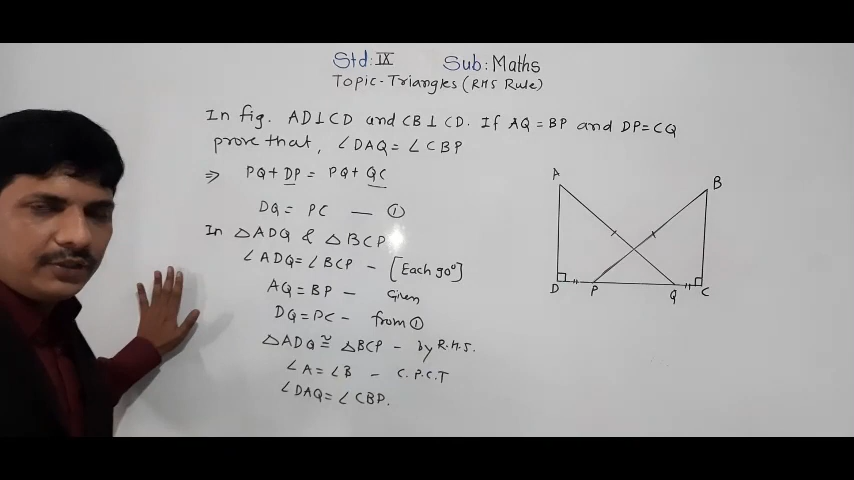 Std: IX Sub: Maths
Topic-Triangles (RHS Rule)
In fig. AD⊥CD and CB⊥CD. If AQ=BP and DP=CQ
prove that, ∠DAQ=∠CBP
⇒ PQ+DP = PQ+QC
DQ = PC — ①
In △ADQ & △BCP
∠ADQ=∠BCP - [Each 90°]
AQ=BP - Given
DQ=PC - from ①
△ADQ ≅ △BCP - by R.H.S.
∠A=∠B - C.P.C.T
∠DAQ=∠CBP.
A
B
D P Q C